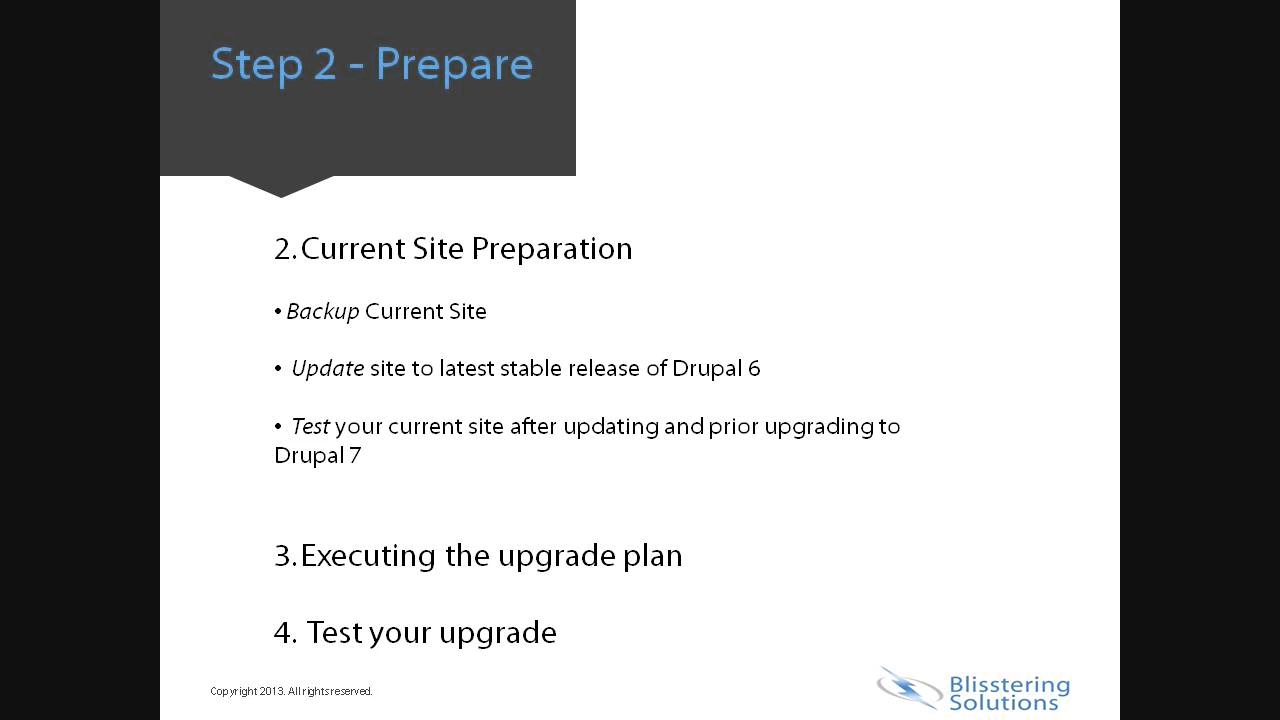 Step 2 - Prepare
2. Current Site Preparation
• Backup Current Site
• Update site to latest stable release of Drupal 6
• Test your current site after updating and prior upgrading to
Drupal 7
3. Executing the upgrade plan
4. Test your upgrade
Copyright 2013. All rights reserved.
Blisstering
Solutions